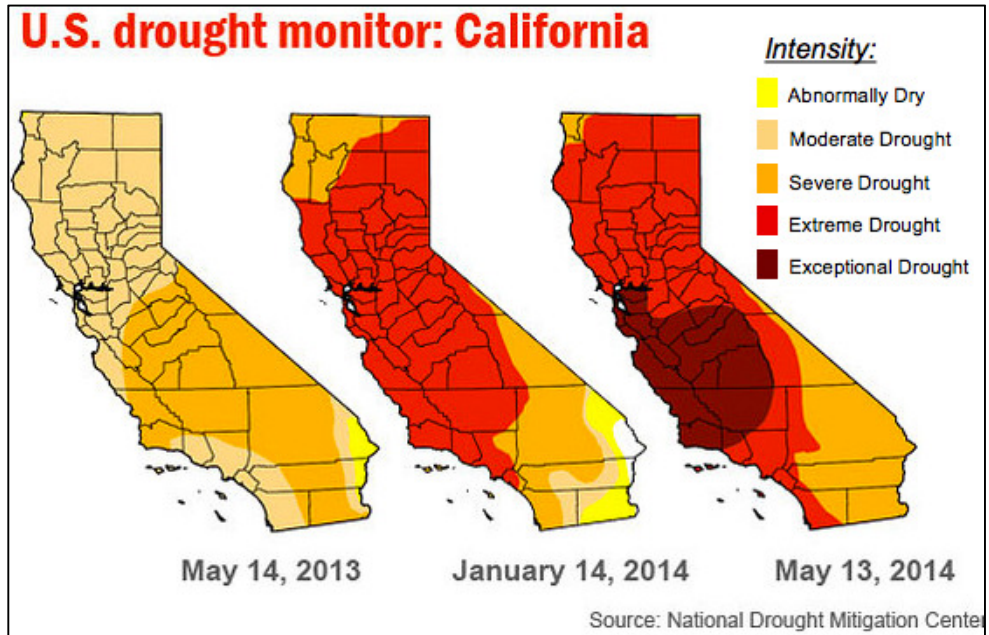 U.S. drought monitor: California
Intensity:
Abnormally Dry
Moderate Drought
Severe Drought
Extreme Drought
Exceptional Drought
May 14, 2013
January 14, 2014
May 13, 2014
Source: National Drought Mitigation Center